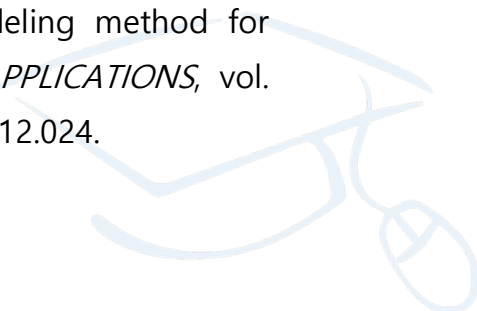 deling method for
PPLICATIONS, vol.
12.024.